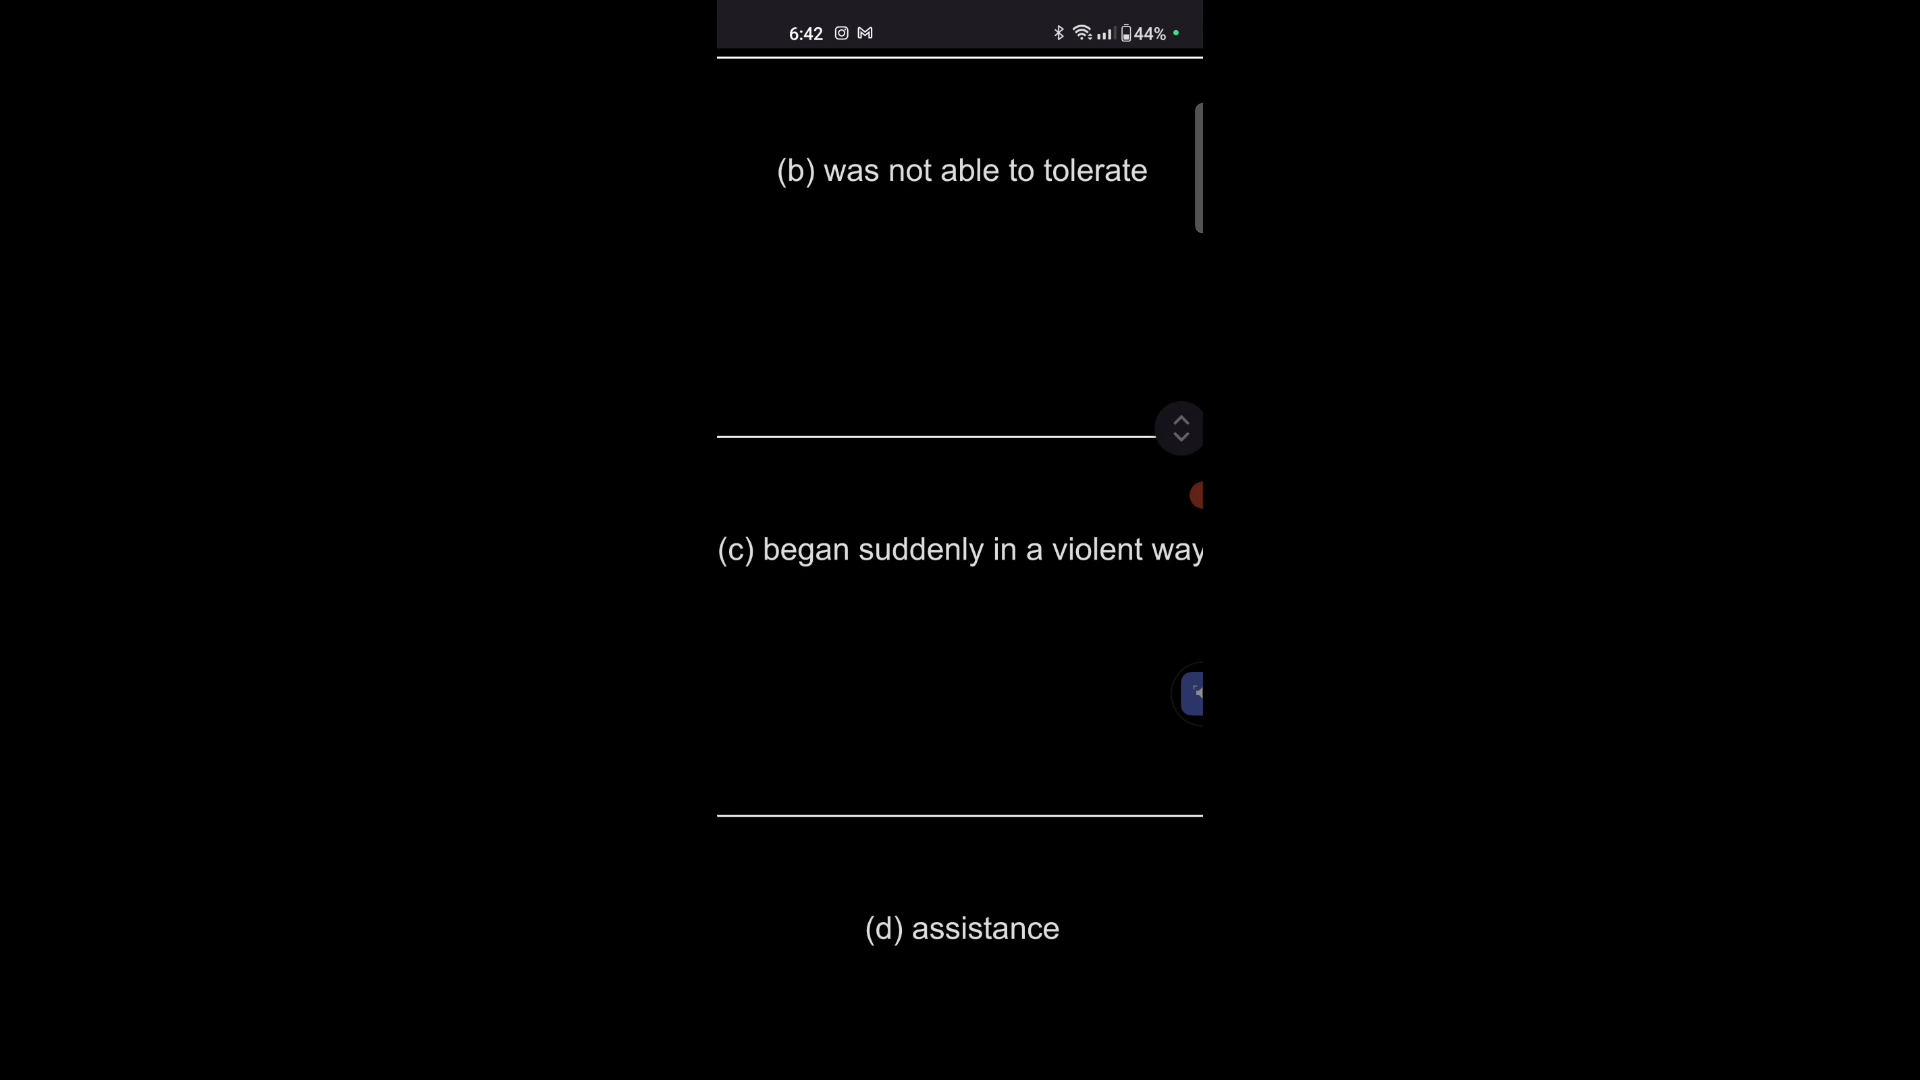 6:42
44%
(b) was not able to tolerate
(c) began suddenly in a violent way
(d) assistance